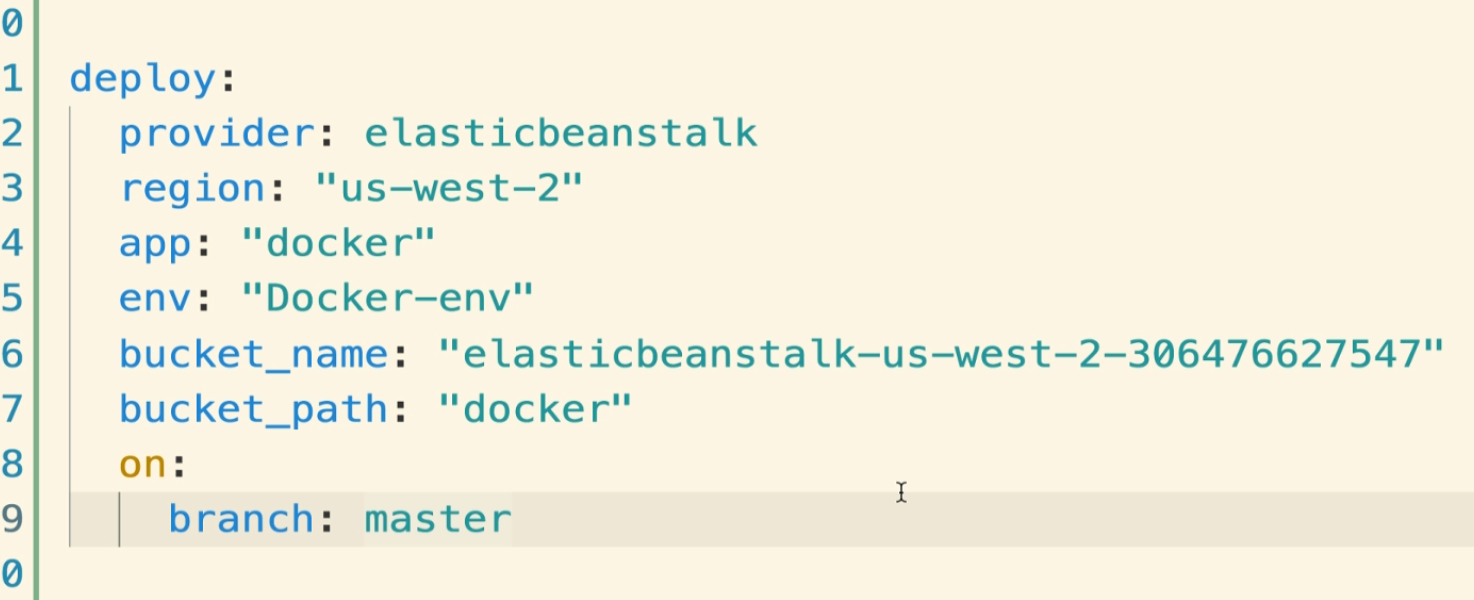 0
1 deploy:
2   provider: elasticbeanstalk
3   region: "us-west-2"
4   app: "docker"
5   env: "Docker-env"
6   bucket_name: "elasticbeanstalk-us-west-2-306476627547"
7   bucket_path: "docker"
8   on:
9     branch: master
0